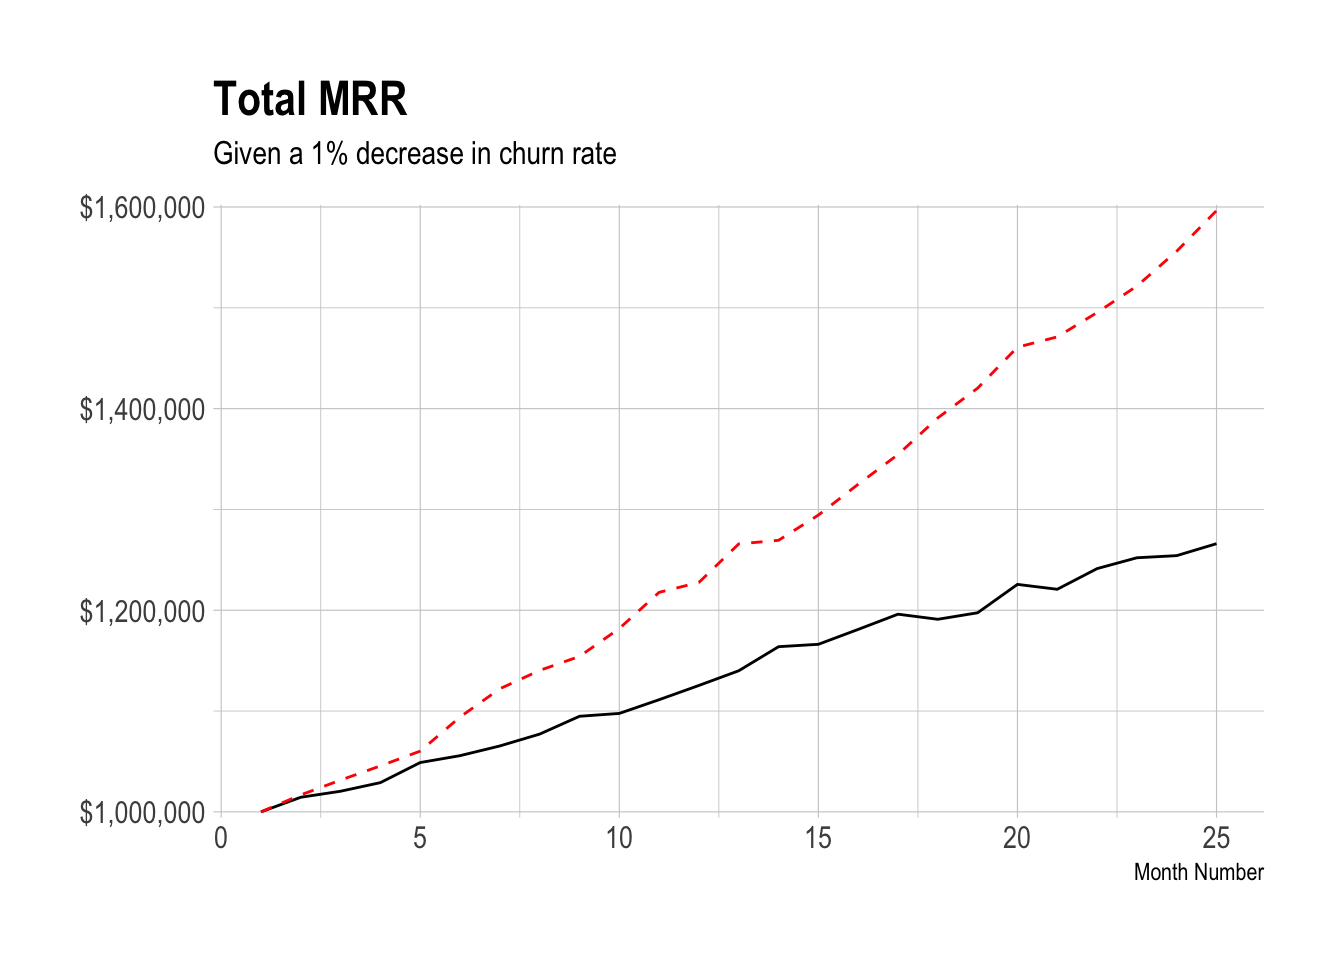 Total MRR
Given a 1% decrease in churn rate
$1,600,000
$1,400,000
$1,200,000
$1,000,000
0 5 10 15 20 25
Month Number